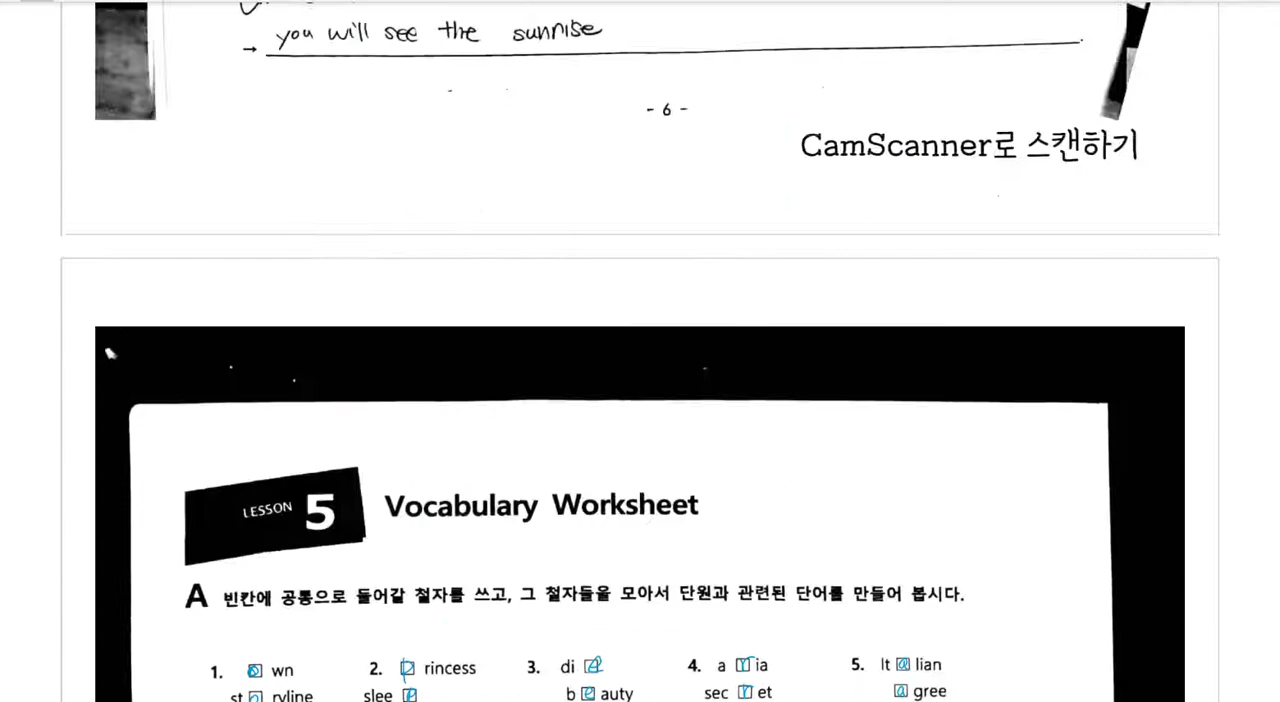 → you will see the sunrise
- 6 -
CamScanner로 스캔하기
LESSON 5 Vocabulary Worksheet
A 빈칸에 공통으로 들어갈 철자를 쓰고, 그 철자들을 모아서 단원과 관련된 단어를 만들어 봅시다.
1. o wn 2. p rincess 3. di e 4. a r ia 5. It a lian
st o ryline slee p b e auty sec r et a gree